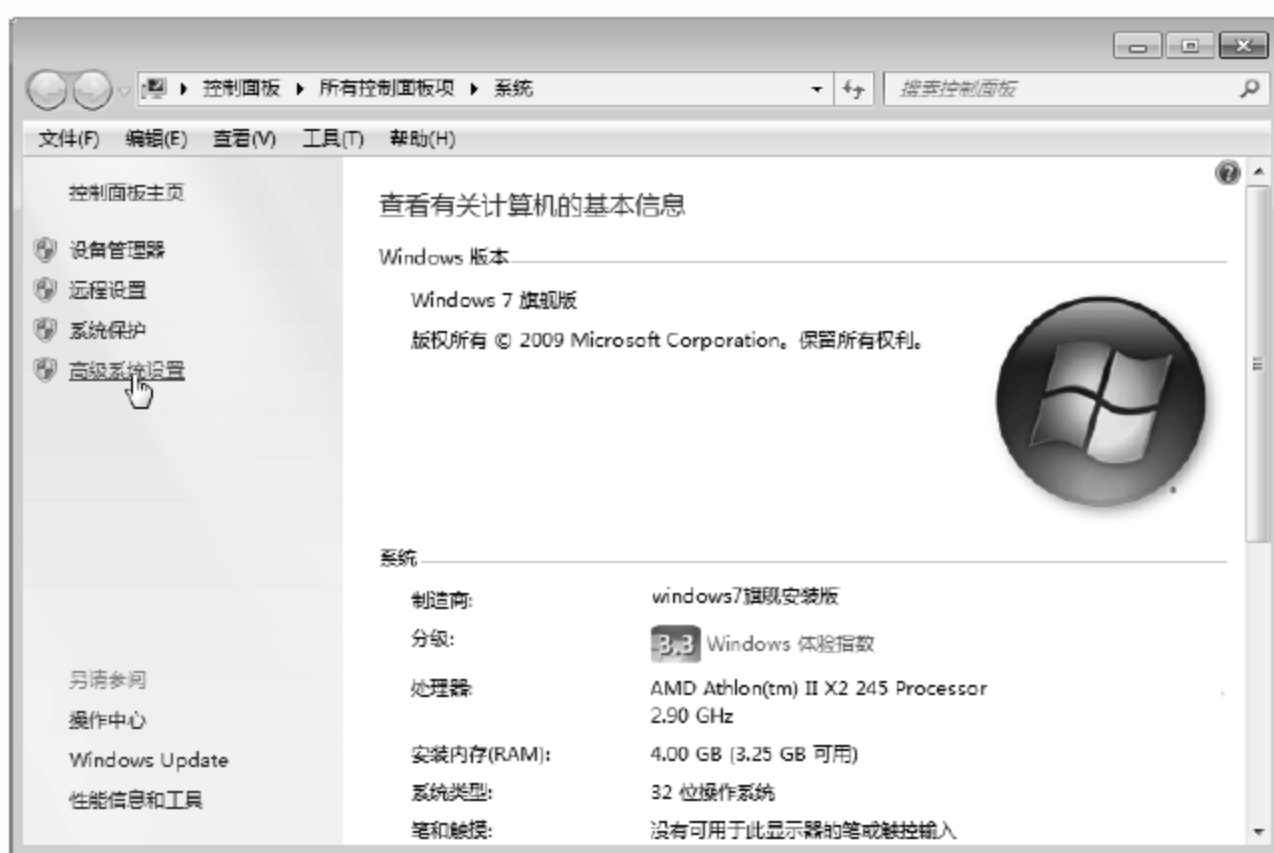 控制面板 ▶ 所有控制面板项 ▶ 系统
搜索控制面板
文件(F) 编辑(E) 查看(V) 工具(T) 帮助(H)
控制面板主页
设备管理器
远程设置
系统保护
高级系统设置
另请参阅
操作中心
Windows Update
性能信息和工具
查看有关计算机的基本信息
Windows 版本
Windows 7 旗舰版
版权所有 © 2009 Microsoft Corporation。保留所有权利。
系统
制造商: windows7旗舰安装版
分级: 3.3 Windows 体验指数
处理器: AMD Athlon(tm) II X2 245 Processor
2.90 GHz
安装内存(RAM): 4.00 GB (3.25 GB 可用)
系统类型: 32 位操作系统
笔和触摸: 没有可用于此显示器的笔或触控输入